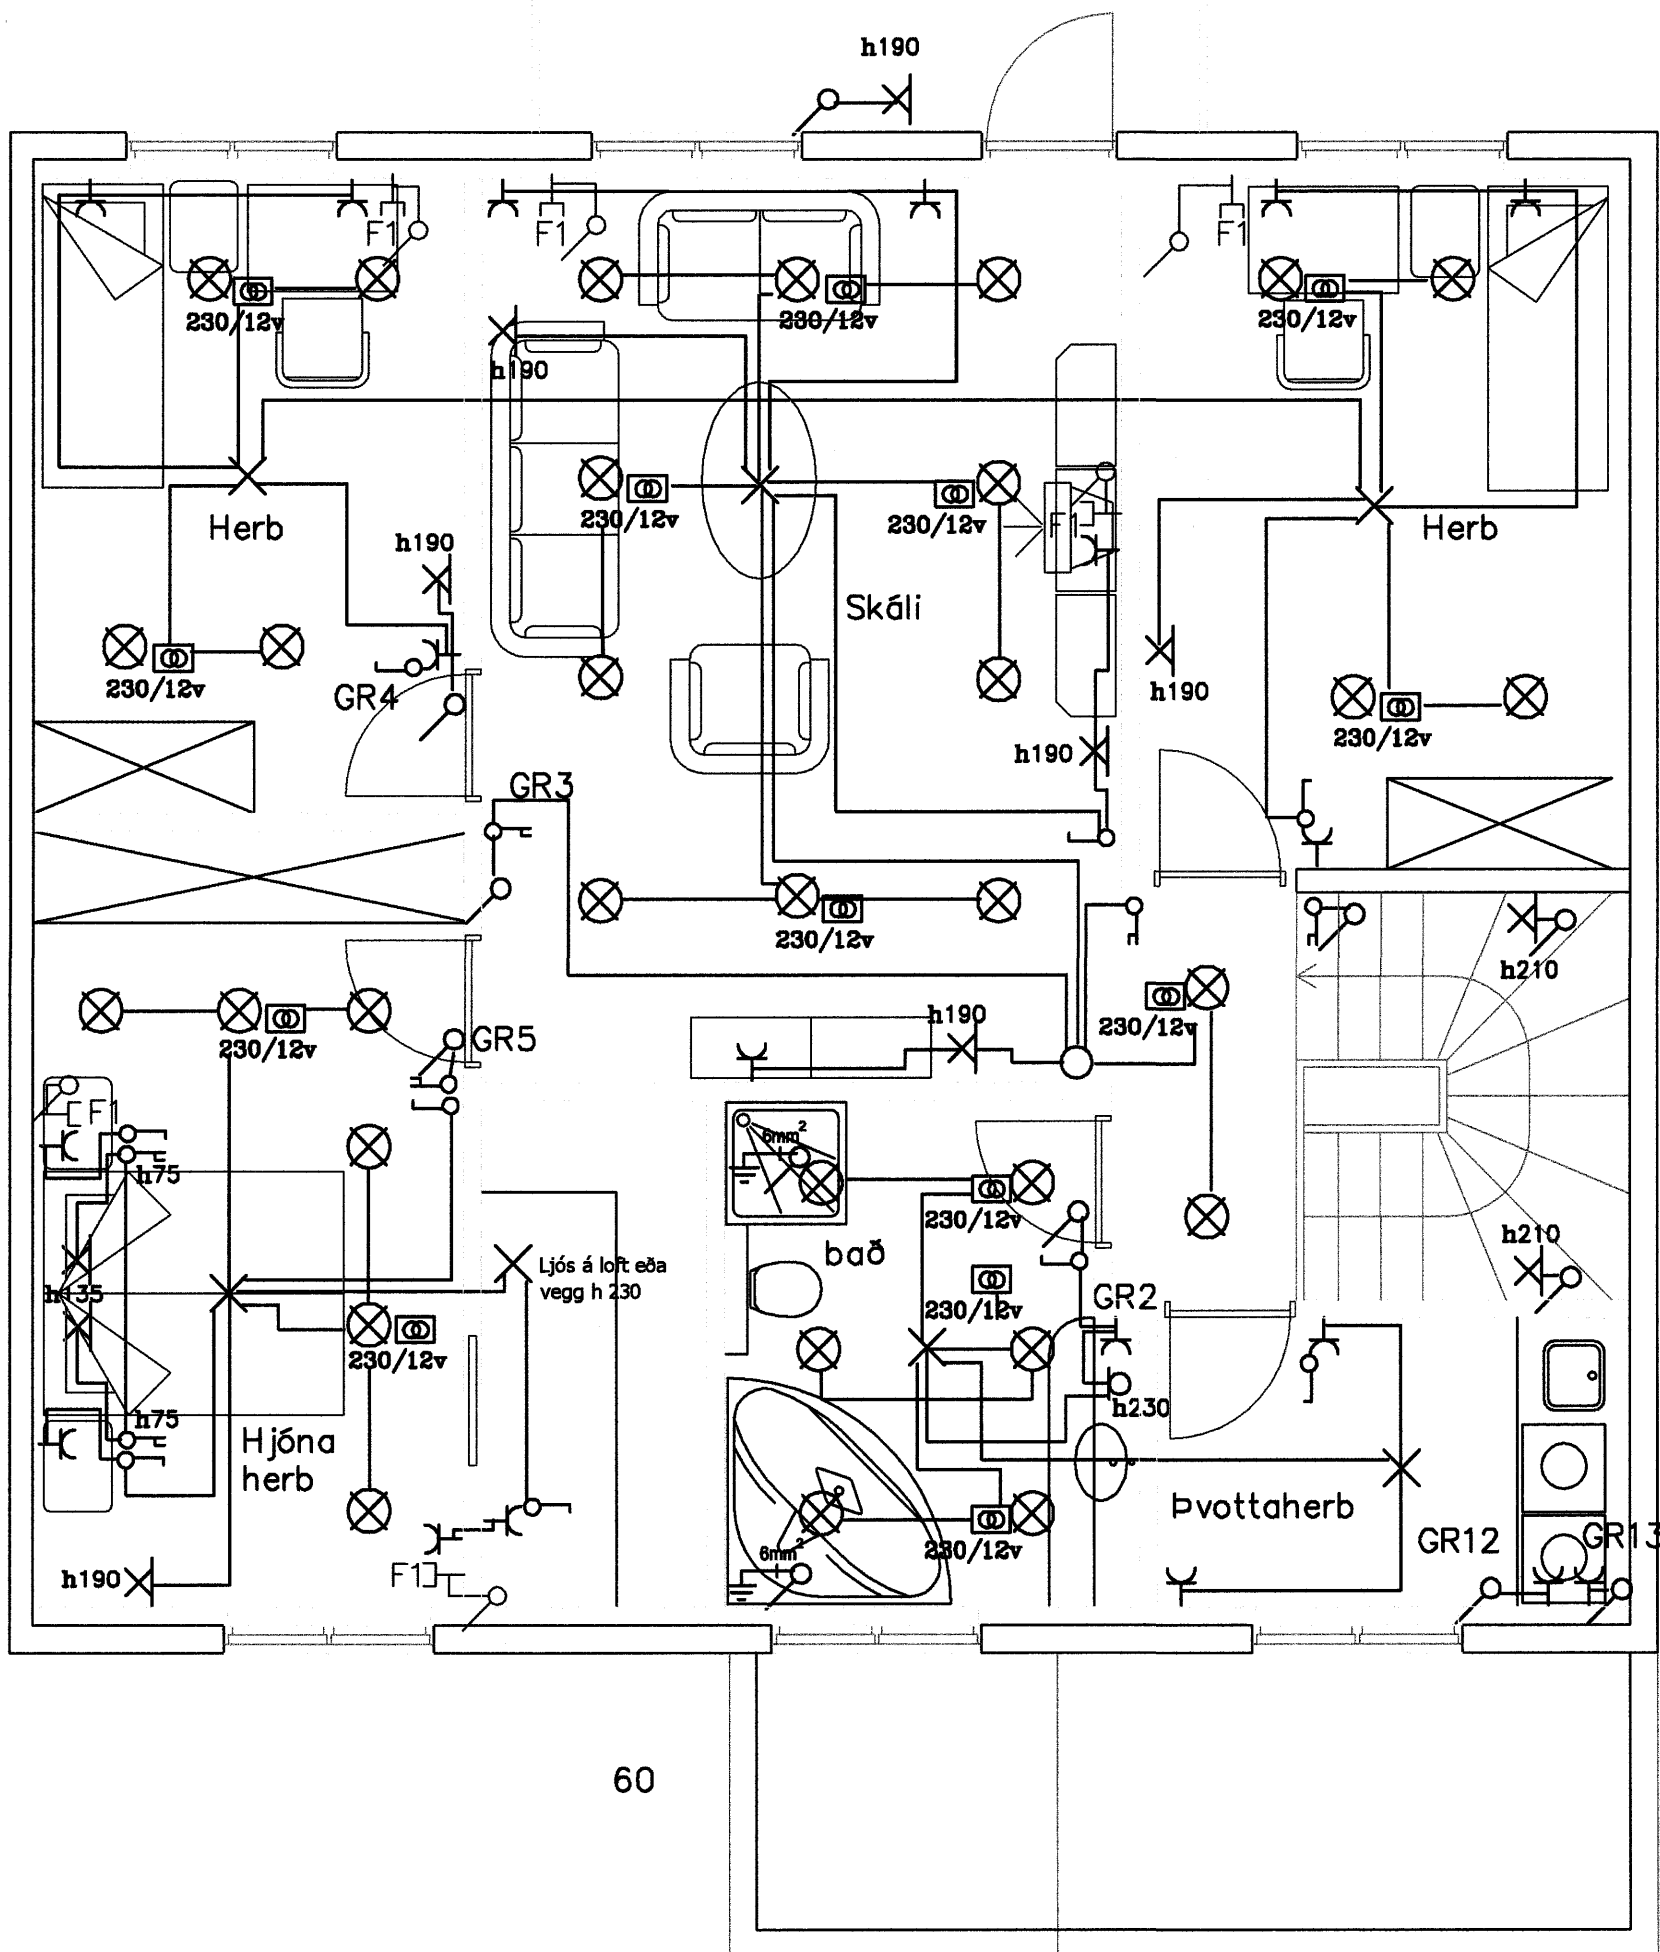 h190
F1
F1
F1
230/12v
230/12v
230/12v
h190
Herb
230/12v
230/12v
F1
Herb
h190
Skáli
230/12v
GR4
h190
h190
230/12v
GR3
230/12v
h210
230/12v
h190
230/12v
GR5
F1
6mm²
h75
230/12v
bað
h210
Ljós á loft eða
vegg h 230
h135
230/12v
GR2
230/12v
h75
h230
Hjóna
herb
Þvottaherb
GR12
GR13
230/12v
6mm²
F1
h190
60